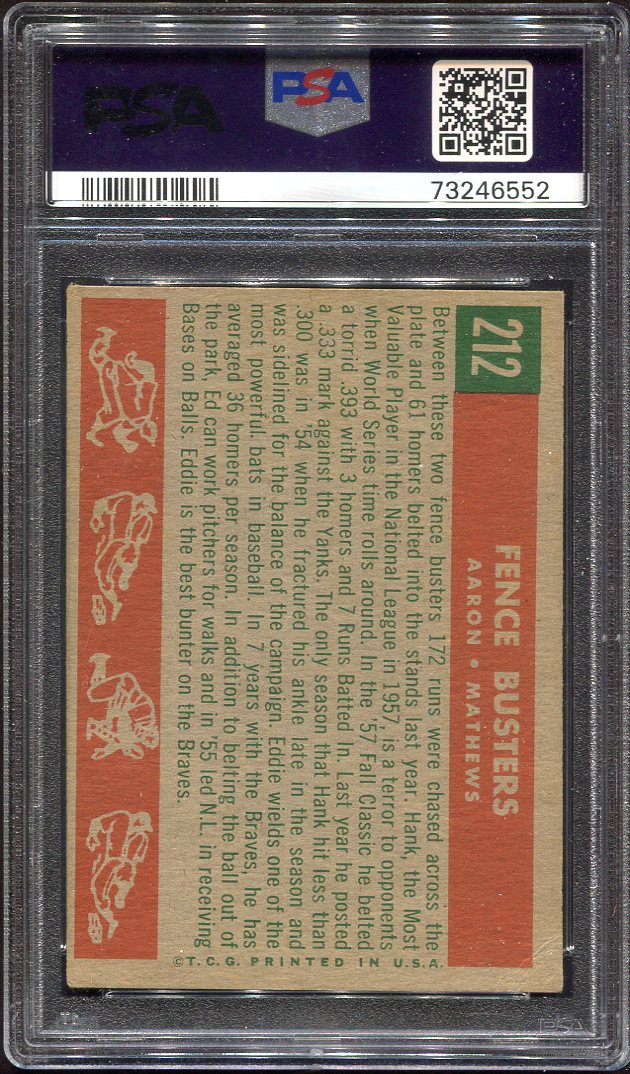 PSA
PSA
73246552
212
FENCE BUSTERS
AARON • MATHEWS
Between these two fence busters 172 runs were chased across the
plate and 61 homers belted into the stands last year. Hank, the Most
Valuable Player in the National League in 1957, is a terror to opponents
when World Series time rolls around. In the '57 Fall Classic he belted
a torrid .393 with 3 homers and 7 Runs Batted In. Last year he posted
a .333 mark against the Yanks. The only season that Hank hit less than
.300 was in '54 when he fractured his ankle late in the season and
was sidelined for the balance of the campaign. Eddie wields one of the
most powerful bats in baseball. In 7 years with the Braves, he has
averaged 36 homers per season. In addition to belting the ball out of
the park, Ed can work pitchers for walks and in '55 led N.L. in receiving
Bases on Balls. Eddie is the best bunter on the Braves.
©T.C.G. PRINTED IN U.S.A.
PSA